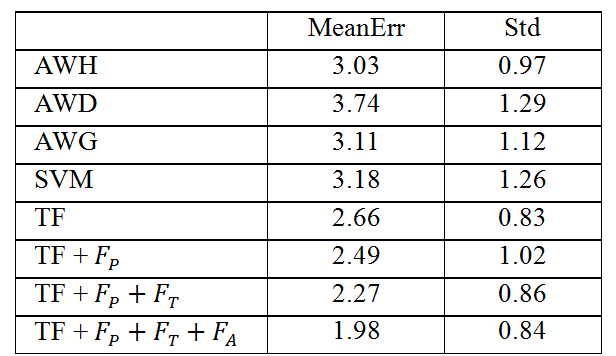 MeanErr Std
AWH 3.03 0.97
AWD 3.74 1.29
AWG 3.11 1.12
SVM 3.18 1.26
TF 2.66 0.83
TF + F_P 2.49 1.02
TF + F_P + F_T 2.27 0.86
TF + F_P + F_T + F_A 1.98 0.84